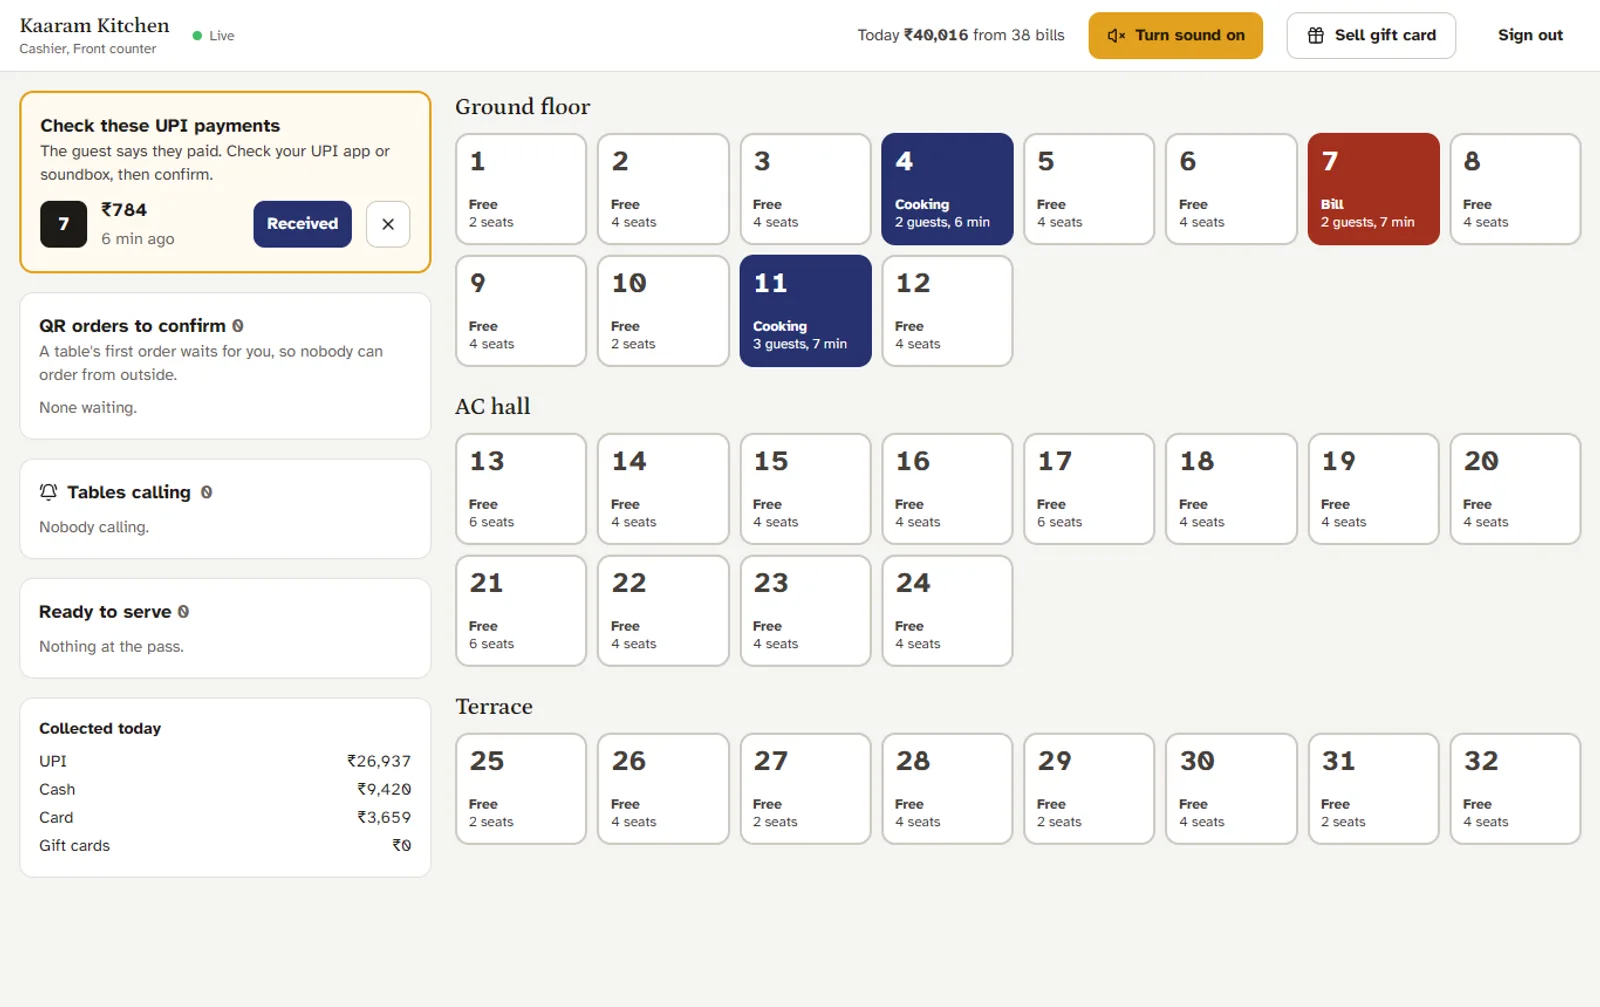 Kaaram Kitchen
Cashier, Front counter
Live
Today ₹40,016 from 38 bills
Turn sound on
Sell gift card
Sign out
Check these UPI payments
The guest says they paid. Check your UPI app or
soundbox, then confirm.
7
₹784
6 min ago
Received
QR orders to confirm 0
A table's first order waits for you, so nobody can
order from outside.
None waiting.
Tables calling 0
Nobody calling.
Ready to serve 0
Nothing at the pass.
Collected today
UPI ₹26,937
Cash ₹9,420
Card ₹3,659
Gift cards ₹0
Ground floor
1
Free
2 seats
2
Free
4 seats
3
Free
4 seats
4
Cooking
2 guests, 6 min
5
Free
4 seats
6
Free
4 seats
7
Bill
2 guests, 7 min
8
Free
4 seats
9
Free
4 seats
10
Free
2 seats
11
Cooking
3 guests, 7 min
12
Free
4 seats
AC hall
13
Free
6 seats
14
Free
4 seats
15
Free
4 seats
16
Free
4 seats
17
Free
6 seats
18
Free
4 seats
19
Free
4 seats
20
Free
4 seats
21
Free
6 seats
22
Free
4 seats
23
Free
4 seats
24
Free
4 seats
Terrace
25
Free
2 seats
26
Free
4 seats
27
Free
2 seats
28
Free
4 seats
29
Free
2 seats
30
Free
4 seats
31
Free
2 seats
32
Free
4 seats